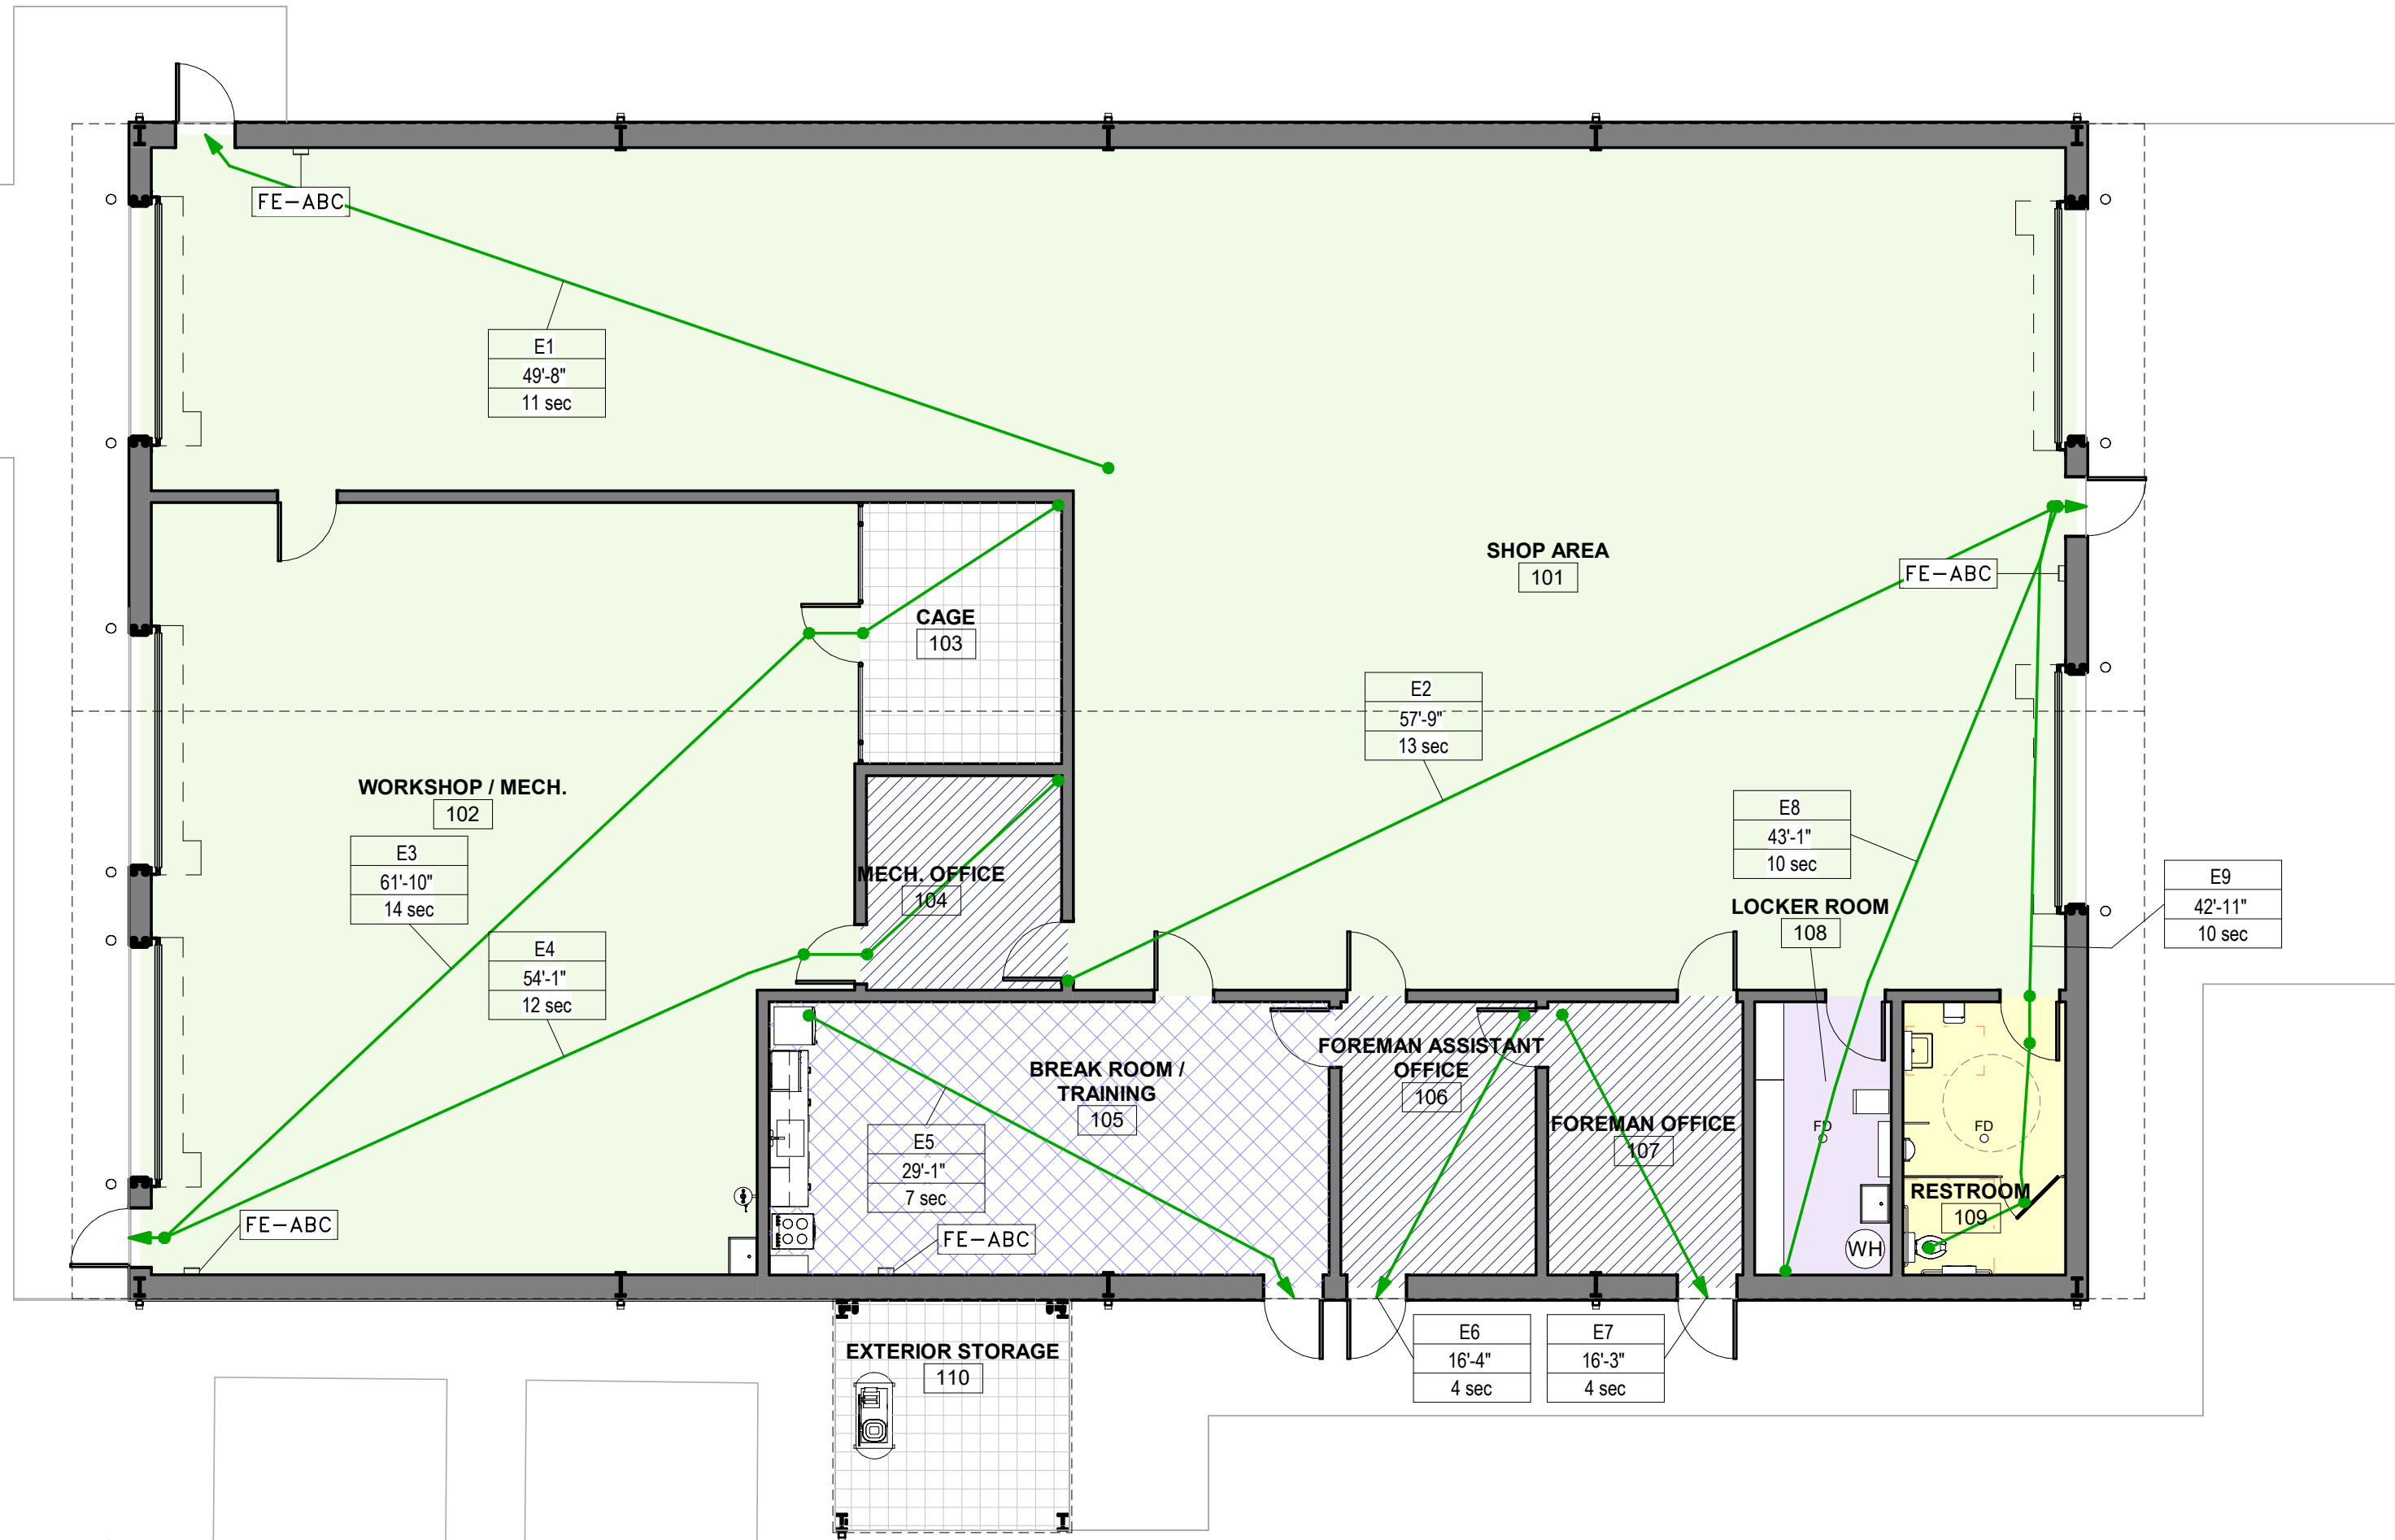 FE-ABC
E1
49'-8"
11 sec
SHOP AREA
101
FE-ABC
CAGE
103
E2
57'-9"
13 sec
WORKSHOP / MECH.
102
E3
61'-10"
14 sec
MECH. OFFICE
104
E8
43'-1"
10 sec
E9
42'-11"
10 sec
LOCKER ROOM
108
E4
54'-1"
12 sec
BREAK ROOM /
TRAINING
105
FOREMAN ASSISTANT
OFFICE
106
FOREMAN OFFICE
107
FD
FD
E5
29'-1"
7 sec
RESTROOM
109
FE-ABC
FE-ABC
WH
EXTERIOR STORAGE
110
E6
16'-4"
4 sec
E7
16'-3"
4 sec